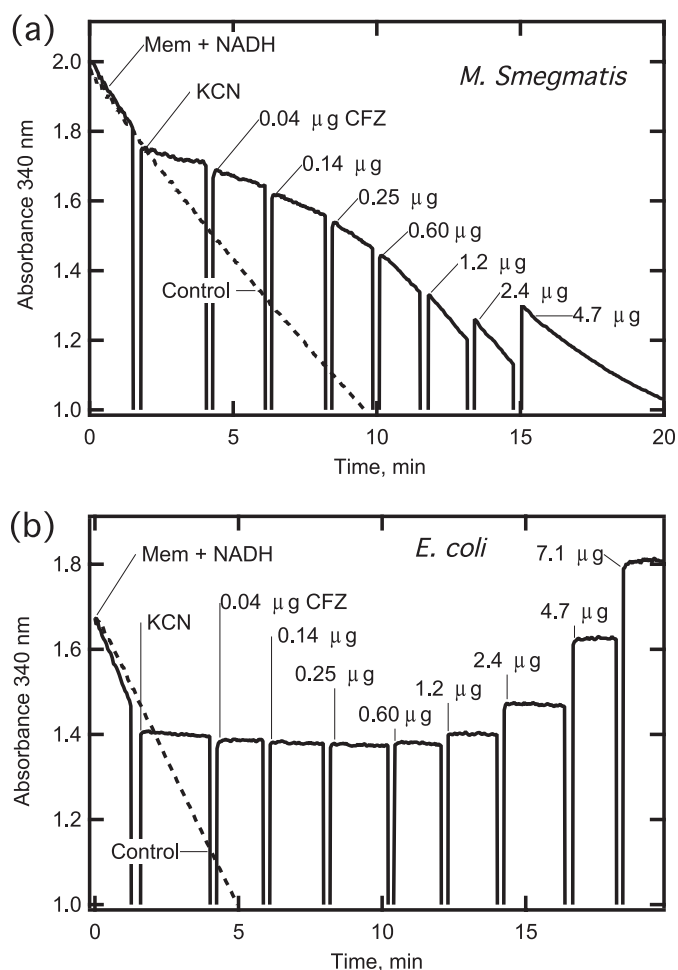 (a)
Mem + NADH
M. Smegmatis
KCN
0.04 μg CFZ
0.14 μg
0.25 μg
0.60 μg
1.2 μg
2.4 μg
4.7 μg
Control
Absorbance 340 nm
2.0
1.8
1.6
1.4
1.2
1.0
0
5
10
15
20
Time, min
(b)
Mem + NADH
E. coli
KCN
0.04 μg CFZ
0.14 μg
0.25 μg
0.60 μg
1.2 μg
2.4 μg
4.7 μg
7.1 μg
Control
Absorbance 340 nm
1.8
1.6
1.4
1.2
1.0
0
5
10
15
Time, min